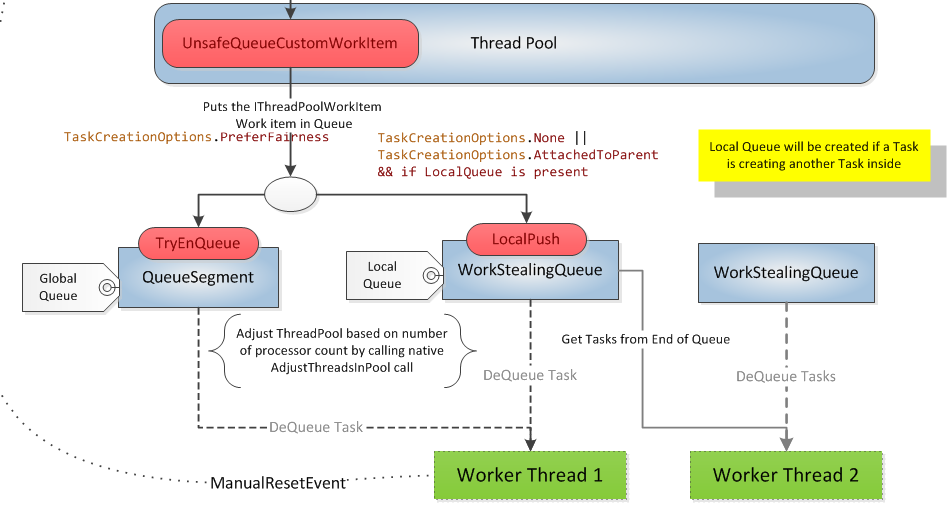 UnsafeQueueCustomWorkItem
Thread Pool
Puts the IThreadPoolWorkItem
Work item in Queue
TaskCreationOptions.PreferFairness
TaskCreationOptions.None ||
TaskCreationOptions.AttachedToParent
&& if LocalQueue is present
Local Queue will be created if a Task
is creating another Task inside
TryEnQueue
QueueSegment
Global
Queue
LocalPush
WorkStealingQueue
Local
Queue
WorkStealingQueue
Adjust ThreadPool based on number
of processor count by calling native
AdjustThreadsInPool call
Get Tasks from End of Queue
DeQueue Task
DeQueue Tasks
DeQueue Task
Worker Thread 1
Worker Thread 2
ManualResetEvent